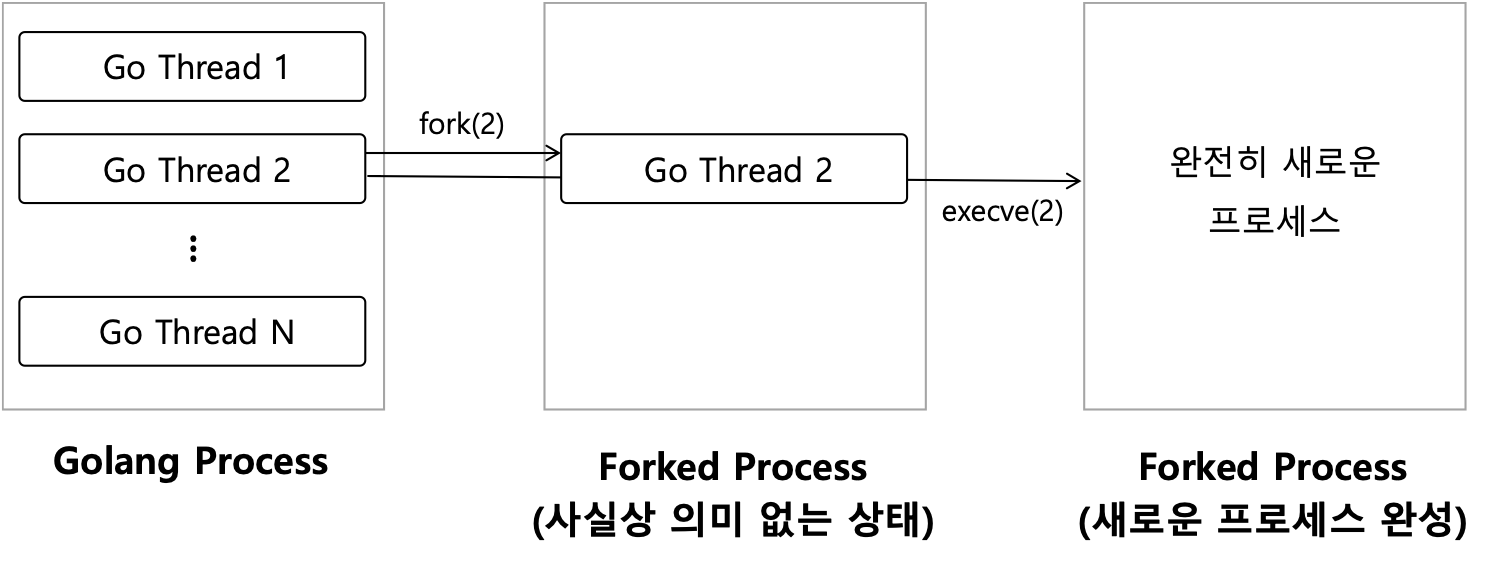 Go Thread 1
Go Thread 2
Go Thread N
Golang Process
fork(2)
Go Thread 2
Forked Process
(사실상 의미 없는 상태)
execve(2)
완전히 새로운
프로세스
Forked Process
(새로운 프로세스 완성)